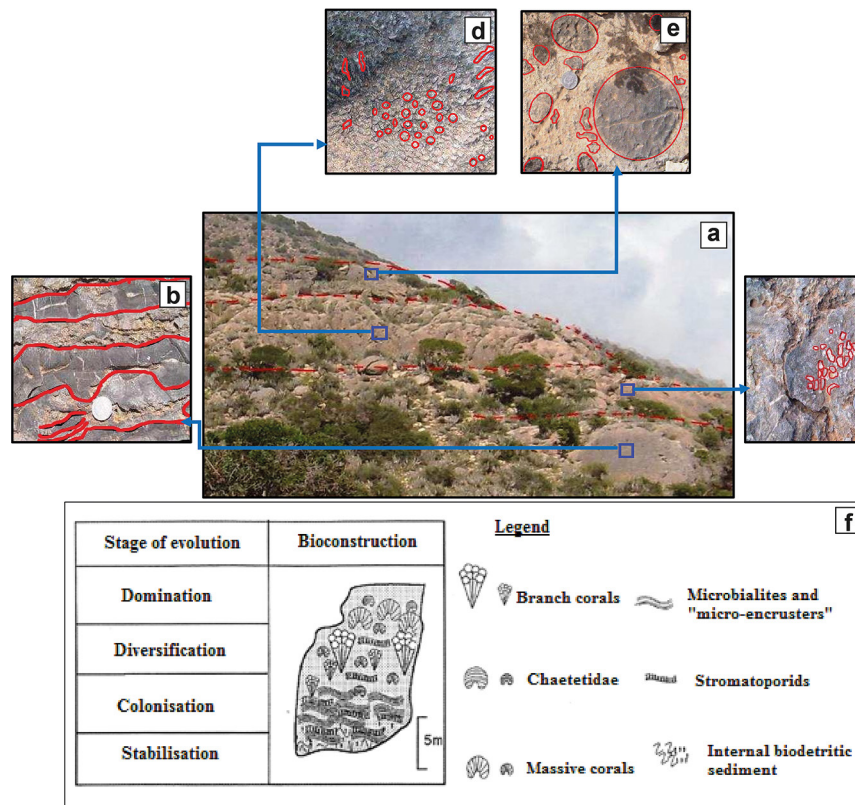 d
e
a
b
f
Stage of evolution
Bioconstruction
Domination
Diversification
Colonisation
Stabilisation
5m
Legend
Branch corals
Microbialites and
"micro-encrusters"
Chaetetidae
Stromatoporids
Massive corals
Internal biodetritic
sediment